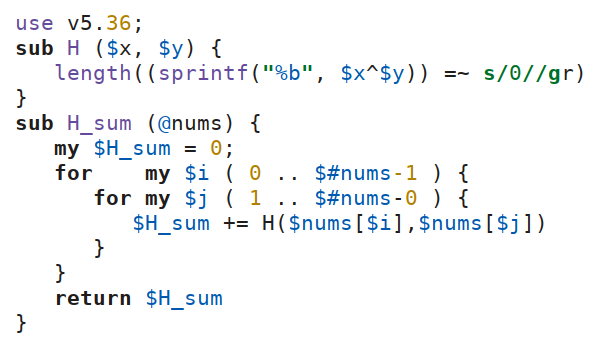 use v5.36;
sub H ($x, $y) {
   length((sprintf("%b", $x^$y)) =~ s/0//gr)
}
sub H_sum (@nums) {
   my $H_sum = 0;
   for    my $i ( 0 .. $#nums-1 ) {
      for my $j ( 1 .. $#nums-0 ) {
         $H_sum += H($nums[$i],$nums[$j])
      }
   }
   return $H_sum
}